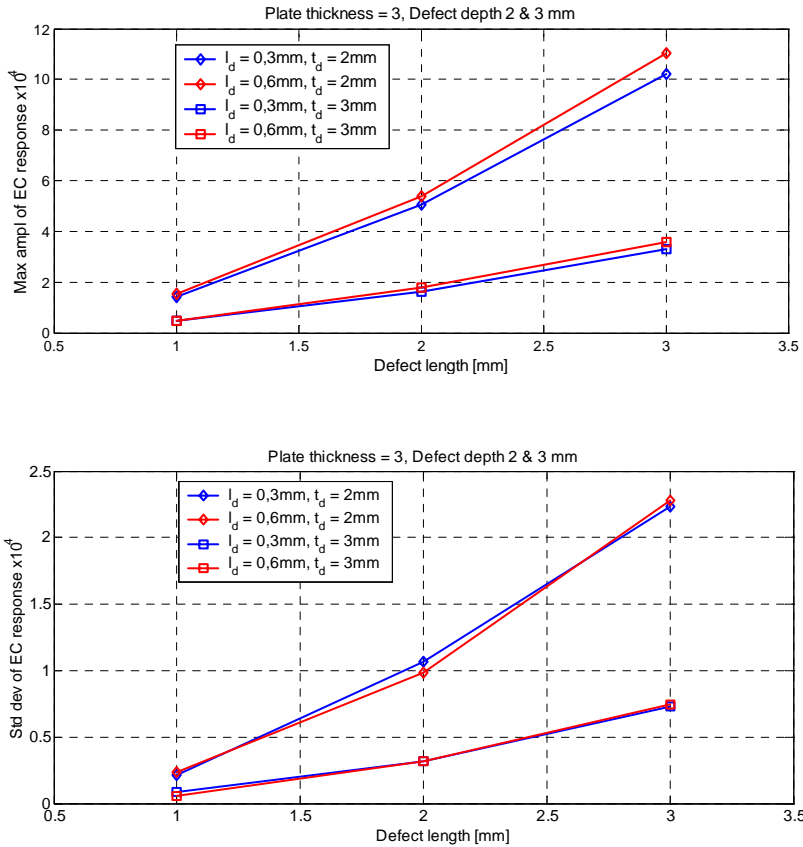 Plate thickness = 3, Defect depth 2 & 3 mm
12
10
8
6
4
2
0
Max ampl of EC response x10^4
l_d = 0,3mm, t_d = 2mm
l_d = 0,6mm, t_d = 2mm
l_d = 0,3mm, t_d = 3mm
l_d = 0,6mm, t_d = 3mm
0.5 1 1.5 2 2.5 3 3.5
Defect length [mm]
Plate thickness = 3, Defect depth 2 & 3 mm
2.5
2
1.5
1
0.5
0
Std dev of EC response x10^4
l_d = 0,3mm, t_d = 2mm
l_d = 0,6mm, t_d = 2mm
l_d = 0,3mm, t_d = 3mm
l_d = 0,6mm, t_d = 3mm
0.5 1 1.5 2 2.5 3 3.5
Defect length [mm]